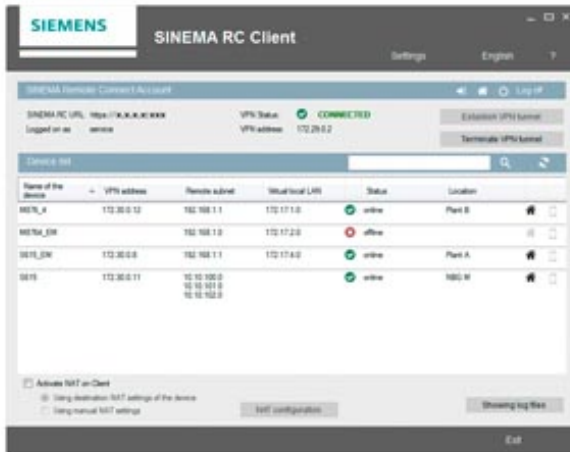 SIEMENS
SINEMA RC Client
Settings English ?
SINEMA Remote Connect Account Log off
SINEMA RC URL: https:// VPN Status: CONNECTED Establish VPN tunnel
Logged on as service VPN address: 172.29.0.2 Terminate VPN tunnel
Device list
Name of the device VPN address Remote subnet Virtual local LAN Status Location
M876_4 172.30.0.12 192.168.1.1 172.17.1.0 online Plant B
192.168.1.0 172.17.2.0 offline
S615_EM 172.30.0.6 192.168.1.1 172.17.4.0 online Plant A
S615 172.30.0.11 10.10.100.0 online
10.10.101.0
10.10.102.0
Activate NAT on Client
Using destination NAT settings of the device
Using manual NAT settings NAT configuration Showing log files
Exit